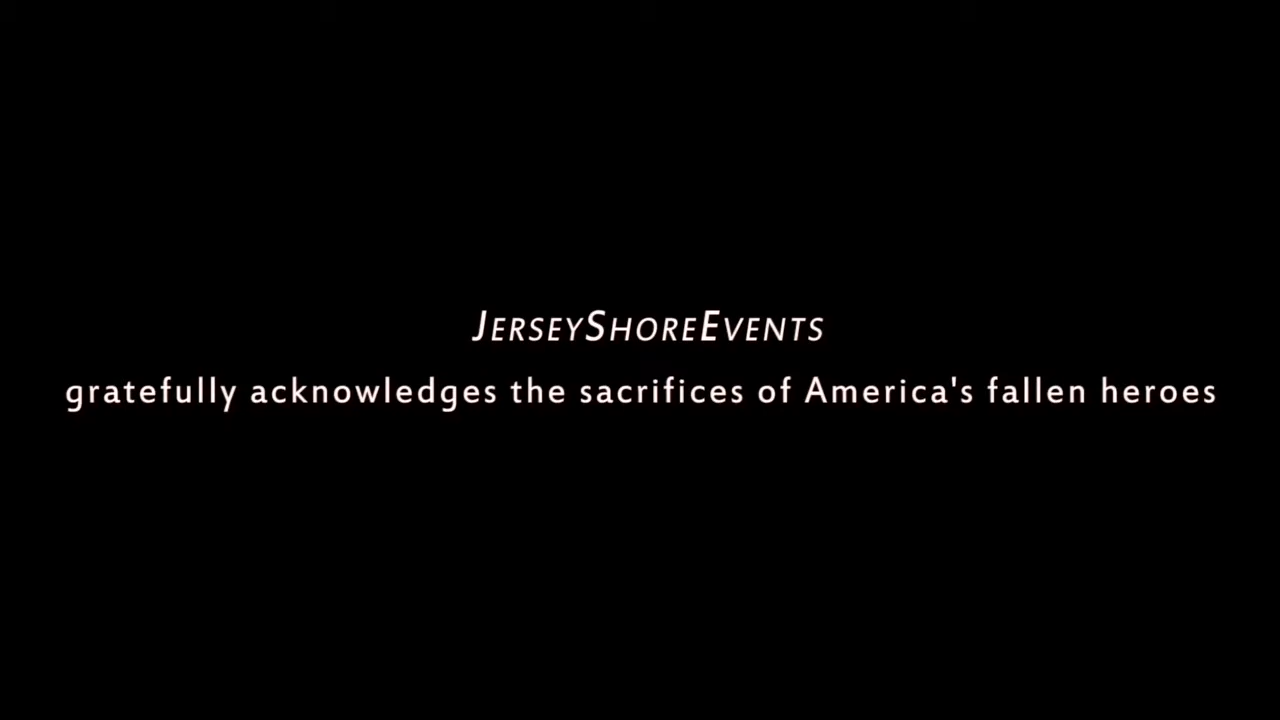 JERSEYSHOREEVENTS
gratefully acknowledges the sacrifices of America's fallen heroes